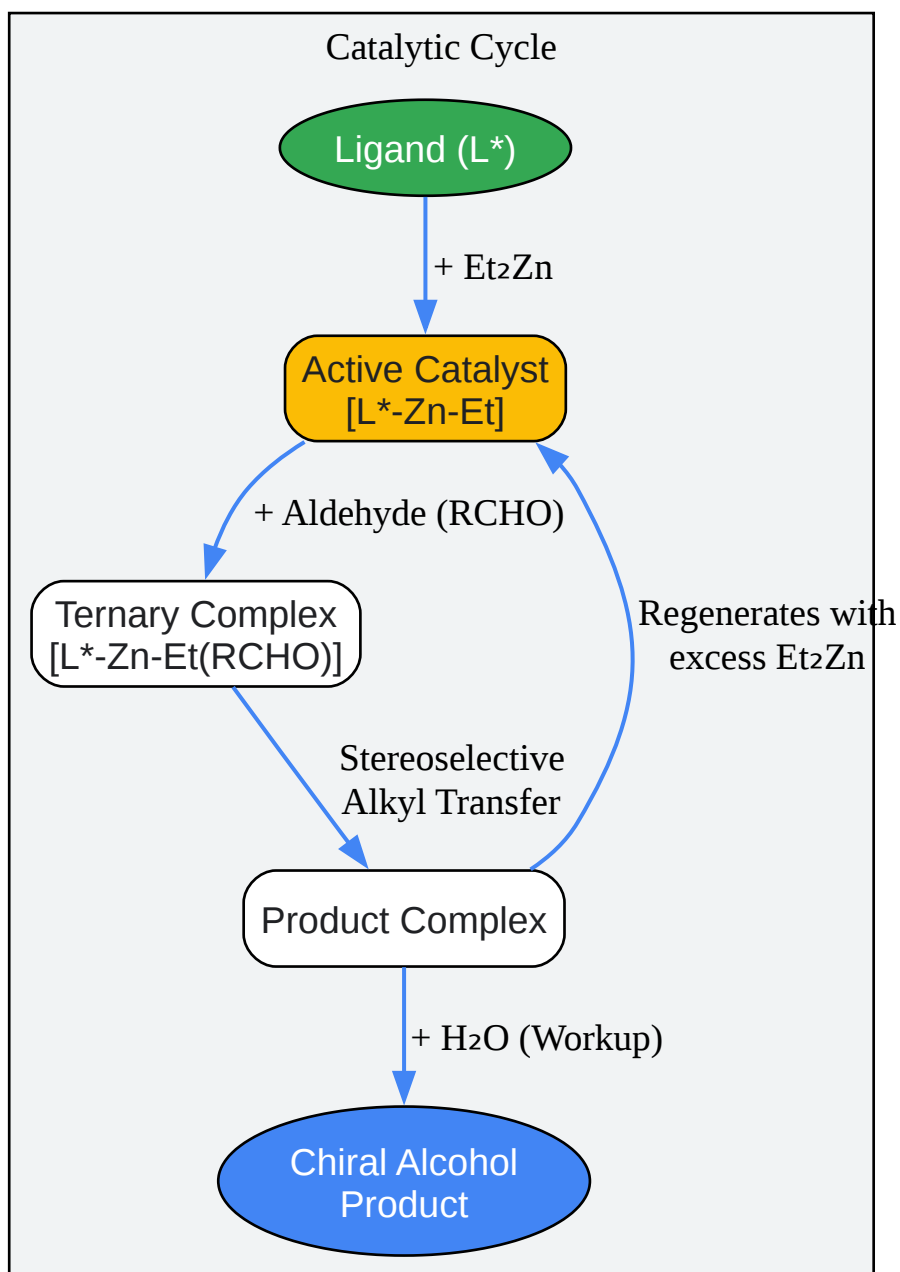 Catalytic Cycle
Ligand (L*)
+ Et₂Zn
Active Catalyst
[L*-Zn-Et]
+ Aldehyde (RCHO)
Ternary Complex
[L*-Zn-Et(RCHO)]
Regenerates with
excess Et₂Zn
Stereoselective
Alkyl Transfer
Product Complex
+ H₂O (Workup)
Chiral Alcohol
Product